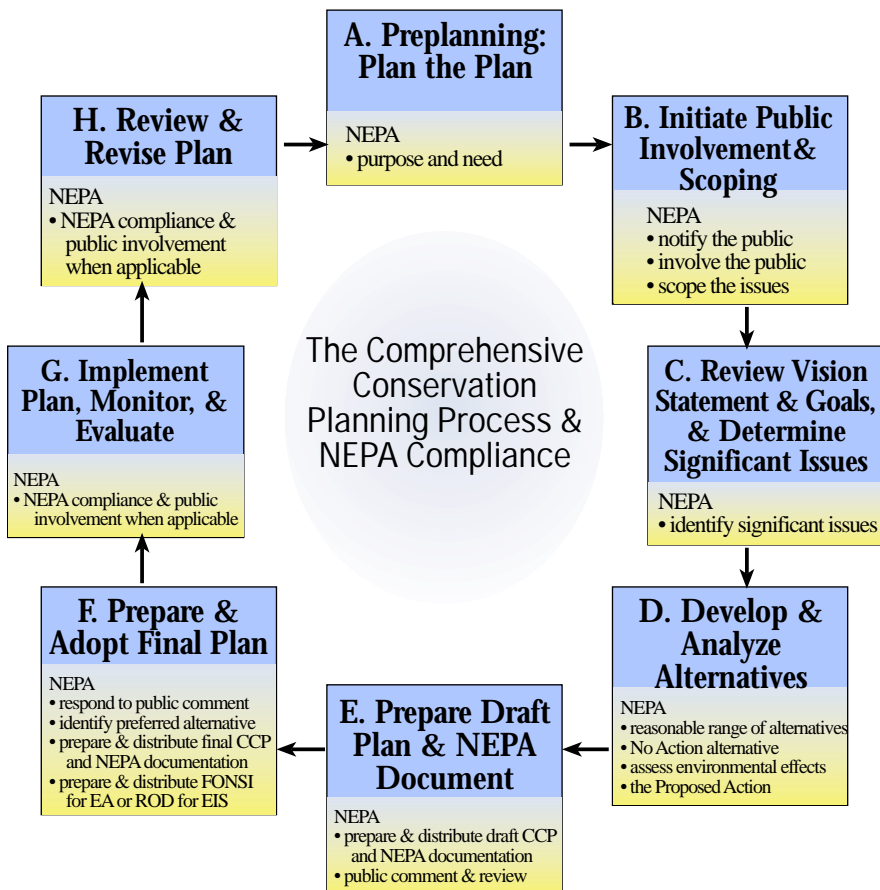 A. Preplanning:
Plan the Plan
NEPA
• purpose and need
B. Initiate Public
Involvement&
Scoping
NEPA
• notify the public
• involve the public
• scope the issues
C. Review Vision
Statement & Goals,
& Determine
Significant Issues
NEPA
• identify significant issues
D. Develop &
Analyze
Alternatives
NEPA
• reasonable range of alternatives
• No Action alternative
• assess environmental effects
• the Proposed Action
E. Prepare Draft
Plan & NEPA
Document
NEPA
• prepare & distribute draft CCP
and NEPA documentation
• public comment & review
F. Prepare &
Adopt Final Plan
NEPA
• respond to public comment
• identify preferred alternative
• prepare & distribute final CCP
and NEPA documentation
• prepare & distribute FONSI
for EA or ROD for EIS
G. Implement
Plan, Monitor, &
Evaluate
NEPA
• NEPA compliance & public
involvement when applicable
H. Review &
Revise Plan
NEPA
• NEPA compliance &
public involvement
when applicable
The Comprehensive
Conservation
Planning Process &
NEPA Compliance